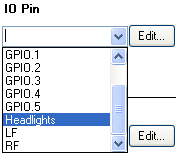 IO Pin
Edit...
GPIO.1
GPIO.2
GPIO.3
GPIO.4
GPIO.5
Headlights
LF
Edit...
RF